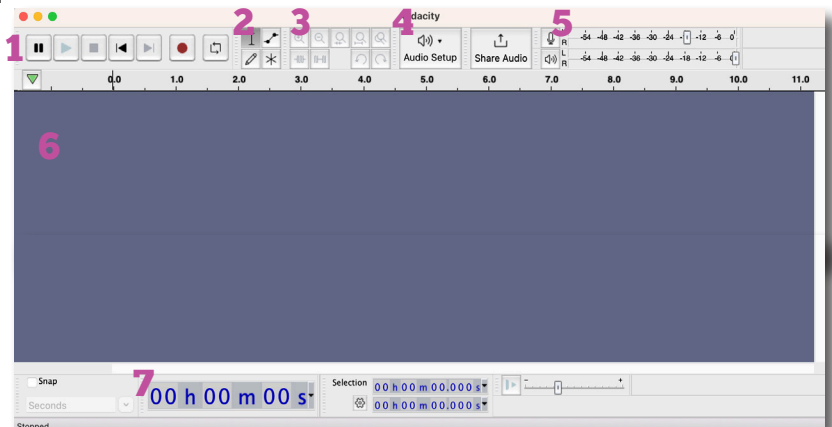 Audacity
1 2 3 4 5
Audio Setup Share Audio
R -54 -48 -42 -36 -30 -24 -12 -6 0
L
R -54 -48 -42 -36 -30 -24 -18 -12 -6
0.0 1.0 2.0 3.0 4.0 5.0 6.0 7.0 8.0 9.0 10.0 11.0
6
7
Snap
Seconds
00 h 00 m 00 s
Selection 00 h 00 m 00.000 s
00 h 00 m 00.000 s
- +
Stopped